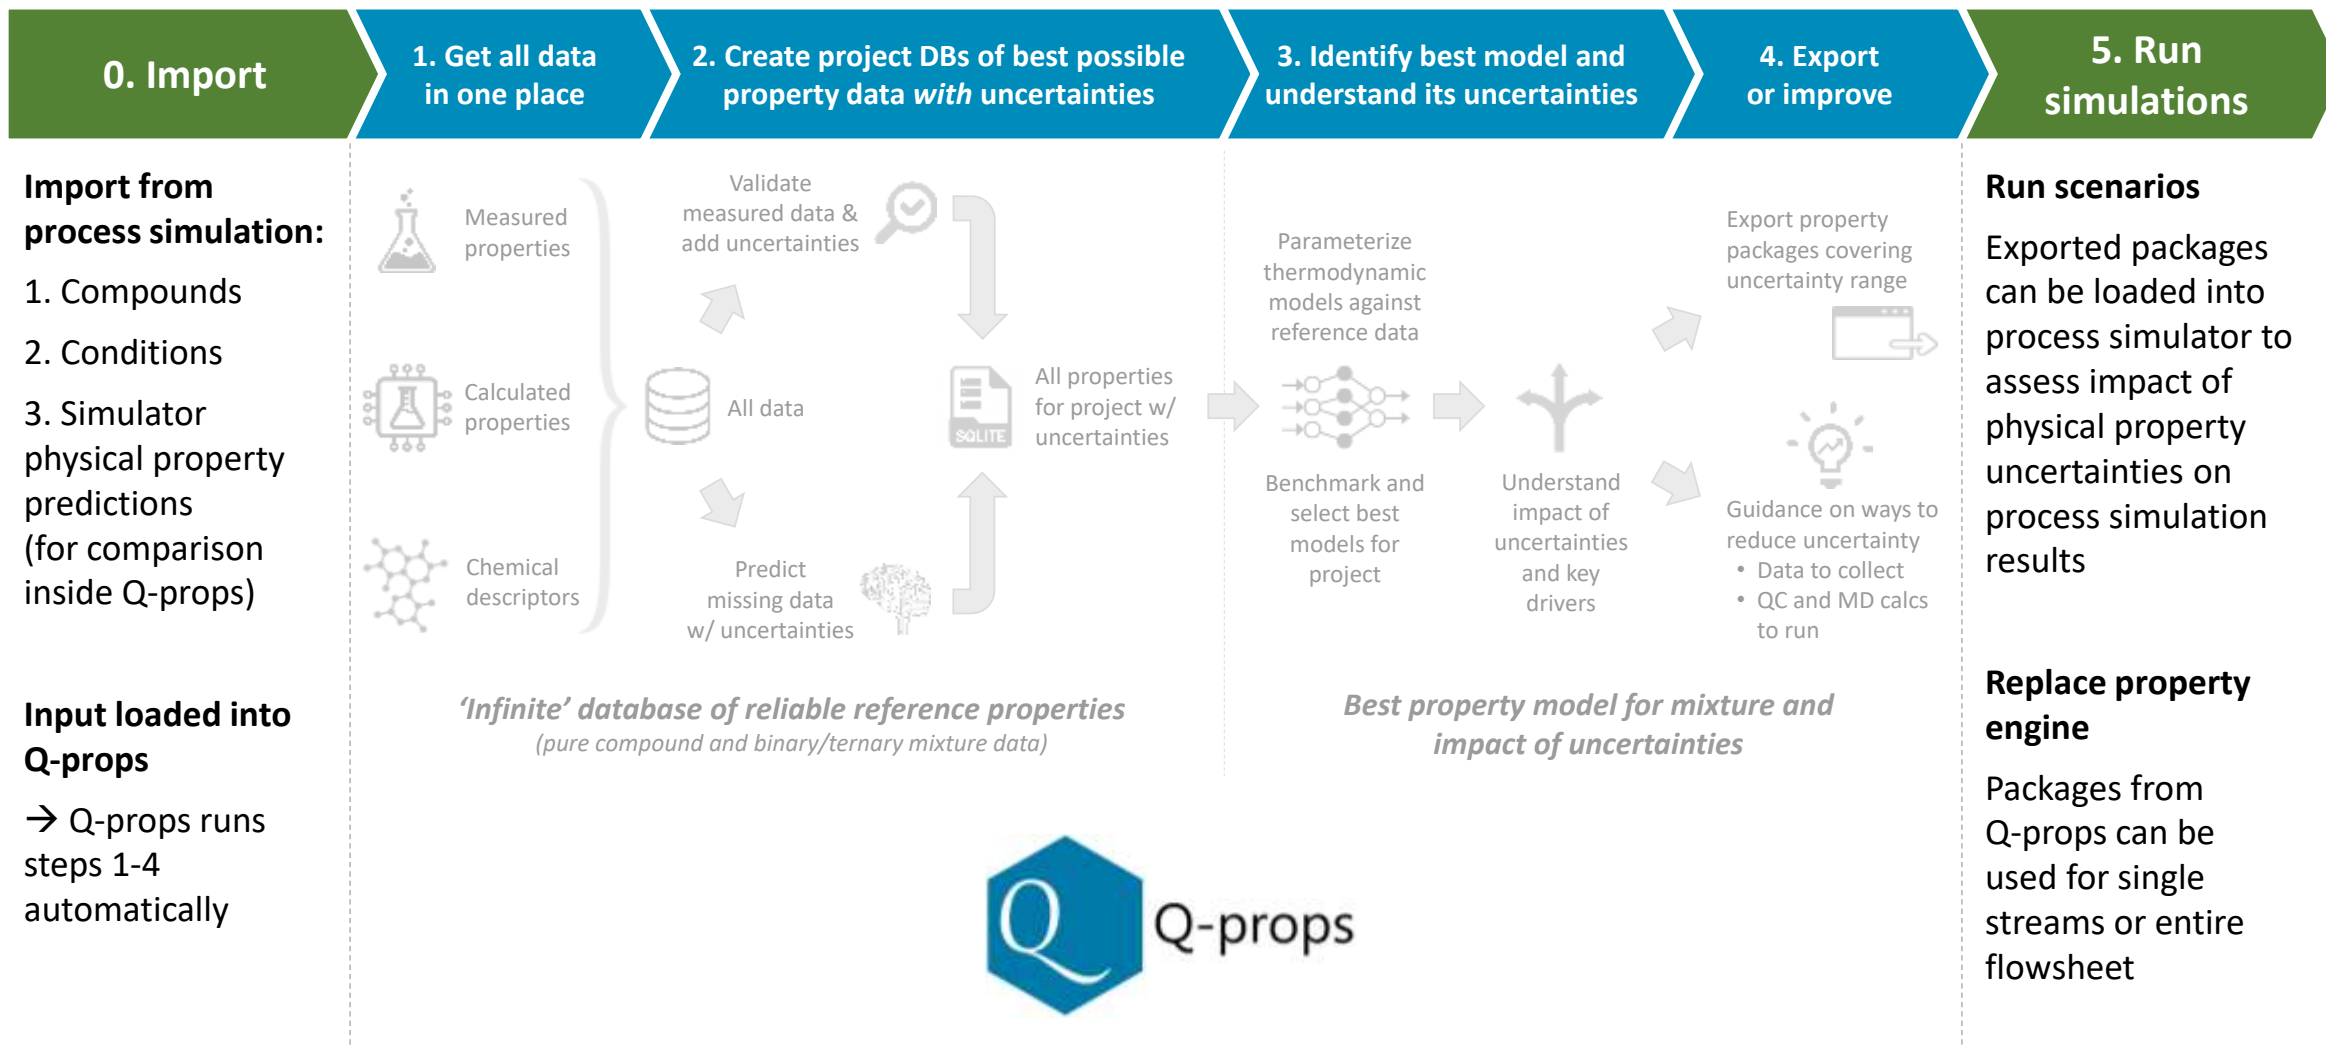 0. Import
1. Get all data
in one place
2. Create project DBs of best possible
property data with uncertainties
3. Identify best model and
understand its uncertainties
4. Export
or improve
5. Run
simulations
Import from
process simulation:
1. Compounds
2. Conditions
3. Simulator
physical property
predictions
(for comparison
inside Q-props)
Input loaded into
Q-props
→ Q-props runs
steps 1-4
automatically
Measured
properties
Calculated
properties
Chemical
descriptors
All data
Validate
measured data &
add uncertainties
Predict
missing data
w/ uncertainties
SQLITE
All properties
for project w/
uncertainties
‘Infinite’ database of reliable reference properties
(pure compound and binary/ternary mixture data)
Parameterize
thermodynamic
models against
reference data
Benchmark and
select best
models for
project
Understand
impact of
uncertainties
and key
drivers
Export property
packages covering
uncertainty range
Guidance on ways to
reduce uncertainty
• Data to collect
• QC and MD calcs
to run
Best property model for mixture and
impact of uncertainties
Q Q-props
Run scenarios
Exported packages
can be loaded into
process simulator to
assess impact of
physical property
uncertainties on
process simulation
results
Replace property
engine
Packages from
Q-props can be
used for single
streams or entire
flowsheet